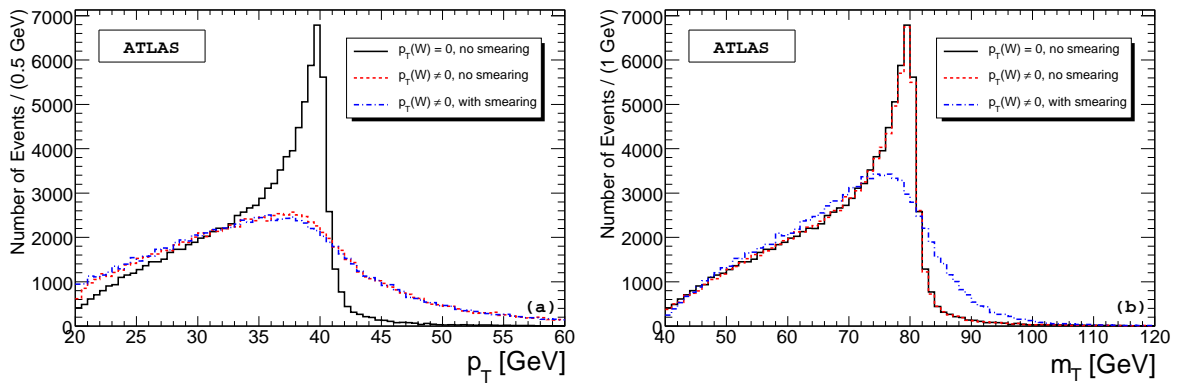 Number of Events / (0.5 GeV)
7000
6000
5000
4000
3000
2000
1000
0
ATLAS
p_T(W) = 0, no smearing
p_T(W) ≠ 0, no smearing
p_T(W) ≠ 0, with smearing
(a)
20 25 30 35 40 45 50 55 60
p_T [GeV]
Number of Events / (1 GeV)
7000
6000
5000
4000
3000
2000
1000
0
ATLAS
p_T(W) = 0, no smearing
p_T(W) ≠ 0, no smearing
p_T(W) ≠ 0, with smearing
(b)
40 50 60 70 80 90 100 110 120
m_T [GeV]